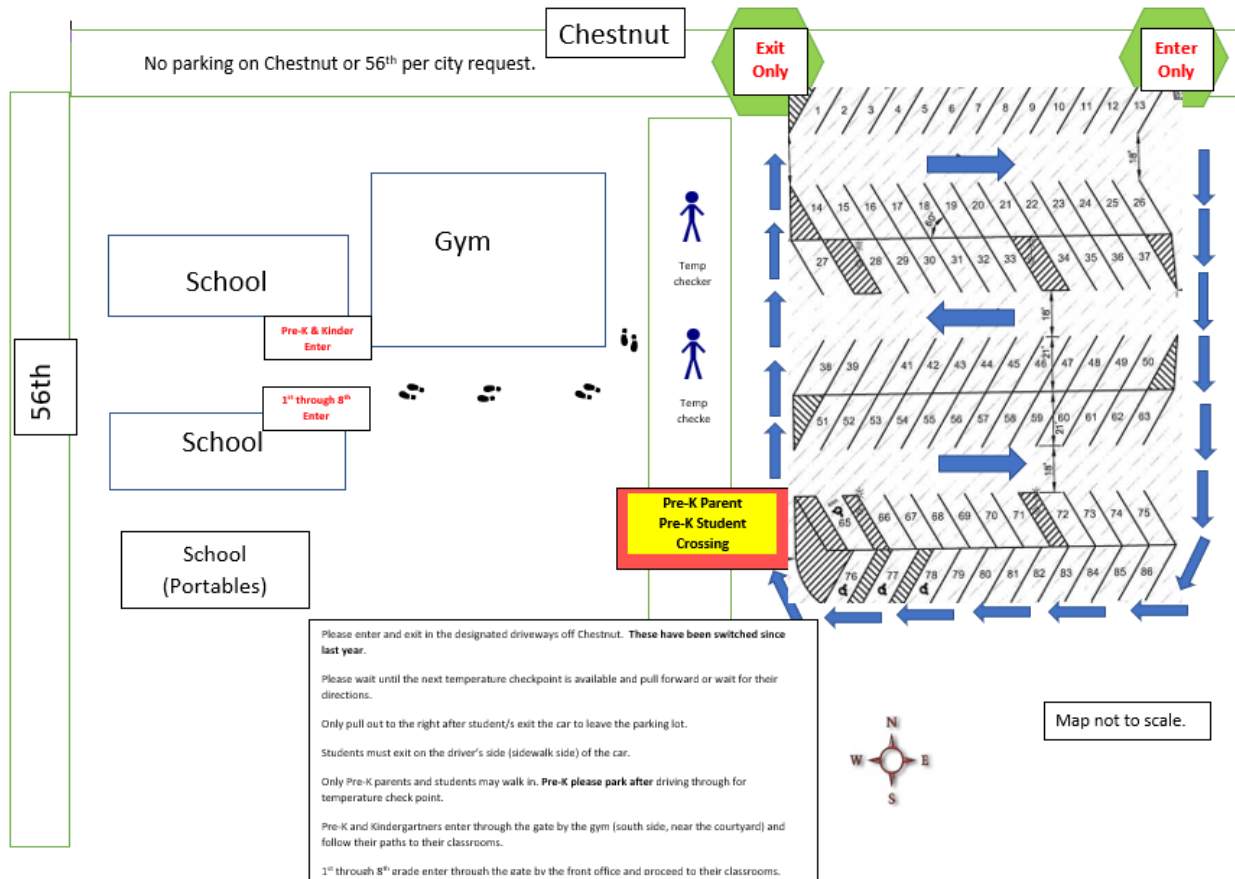 Chestnut
Exit
Only
Enter
Only
No parking on Chestnut or 56th per city request.
1 2 3 4 5 6 7 8 9 10 11 12 13
18'
14 15 16 17 18 19 20 21 22 23 24 25 26
60°
27 28 29 30 31 32 33 34 35 36 37
18'
Gym
School
Temp
checker
Pre-K & Kinder
Enter
56th
38 39 41 42 43 44 45 46 47 48 49 50
21'
1st through 8th
Enter
School
Temp
checke
51 52 53 54 55 56 57 58 59 60 61 62 63
21'
18'
Pre-K Parent
Pre-K Student
Crossing
65 66 67 68 69 70 71 72 73 74 75
76 77 78 79 80 81 82 83 84 85 86
School
(Portables)
Please enter and exit in the designated driveways off Chestnut. These have been switched since
last year.
Please wait until the next temperature checkpoint is available and pull forward or wait for their
directions.
Only pull out to the right after student/s exit the car to leave the parking lot.
Students must exit on the driver's side (sidewalk side) of the car.
Only Pre-K parents and students may walk in. Pre-K please park after driving through for
temperature check point.
Pre-K and Kindergartners enter through the gate by the gym (south side, near the courtyard) and
follow their paths to their classrooms.
1st through 8th grade enter through the gate by the front office and proceed to their classrooms.
Map not to scale.
N
W E
S